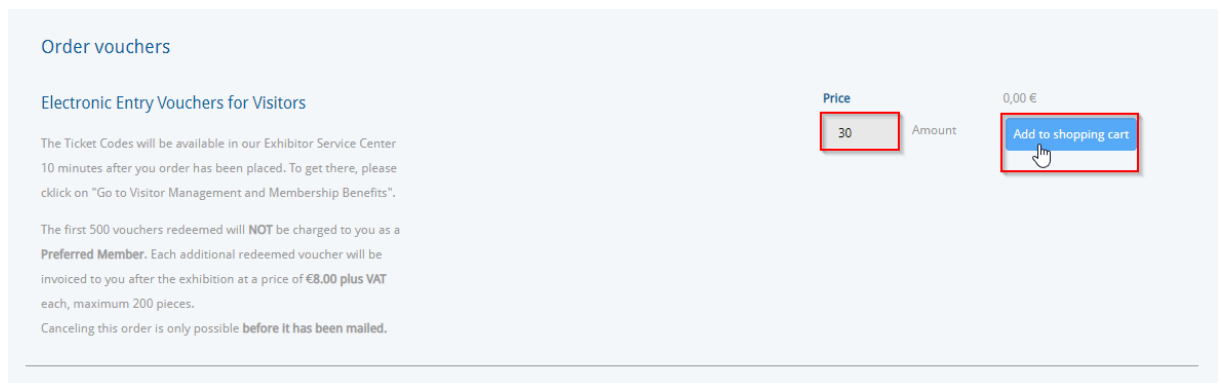 Order vouchers
Electronic Entry Vouchers for Visitors
Price 0,00 €
30 Amount Add to shopping cart
The Ticket Codes will be available in our Exhibitor Service Center
10 minutes after you order has been placed. To get there, please
cklick on "Go to Visitor Management and Membership Benefits".
The first 500 vouchers redeemed will NOT be charged to you as a
Preferred Member. Each additional redeemed voucher will be
invoiced to you after the exhibition at a price of €8.00 plus VAT
each, maximum 200 pieces.
Canceling this order is only possible before it has been mailed.